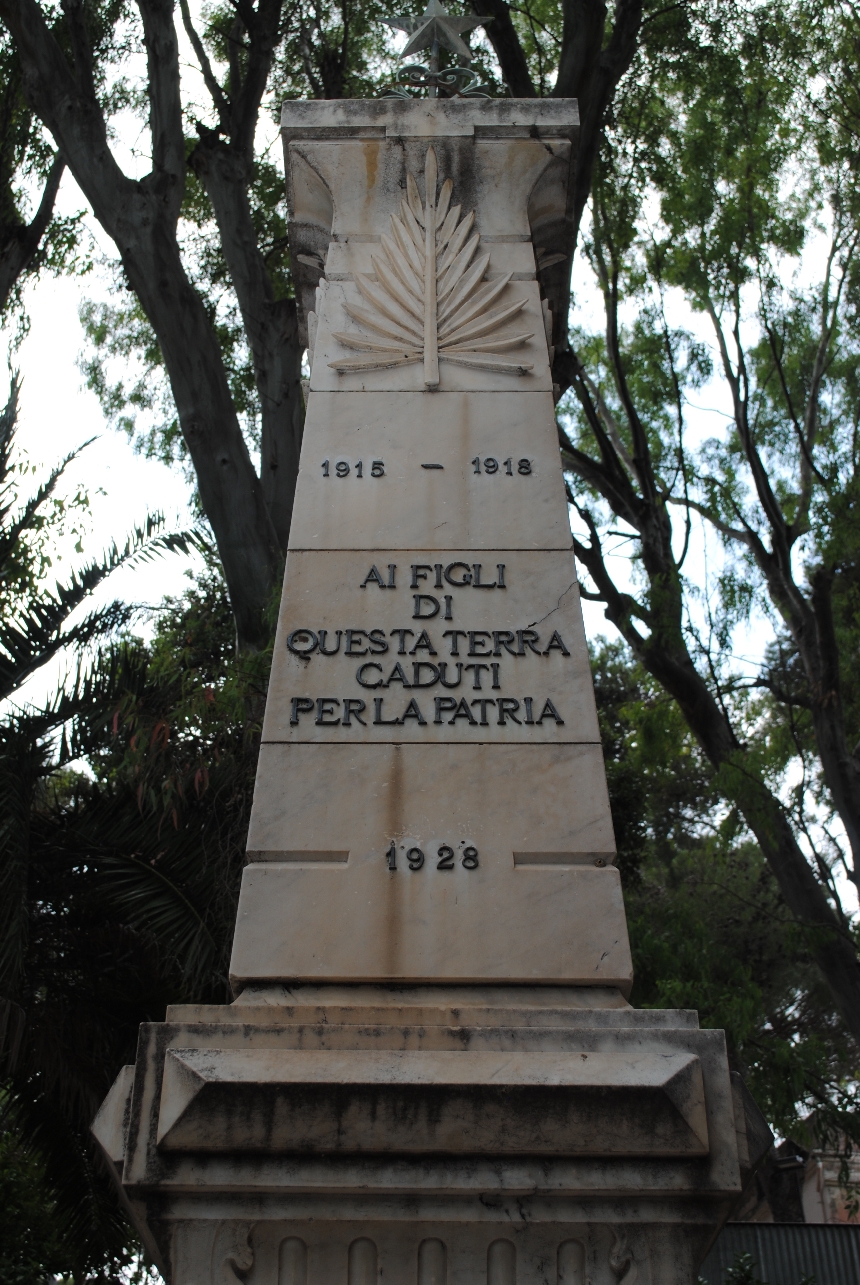 1915 – 1918
AI FIGLI
DI
QUESTA TERRA
CADUTI
PER LA PATRIA
1928